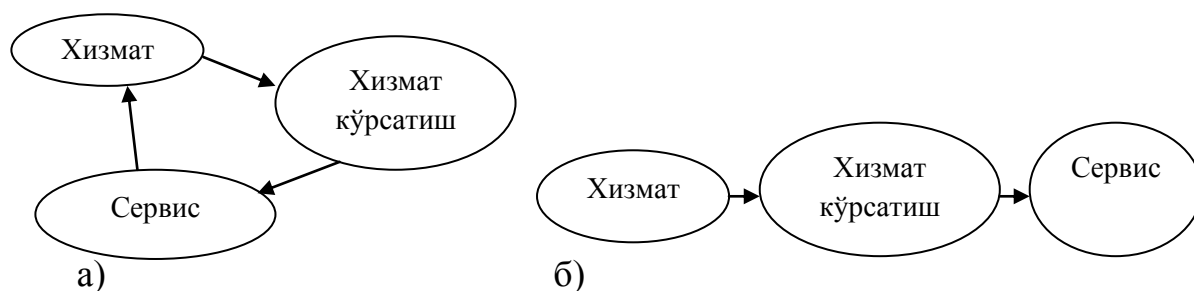 Хизмат
Хизмат
кўрсатиш
Сервис
а)
Хизмат
Хизмат
кўрсатиш
Сервис
б)